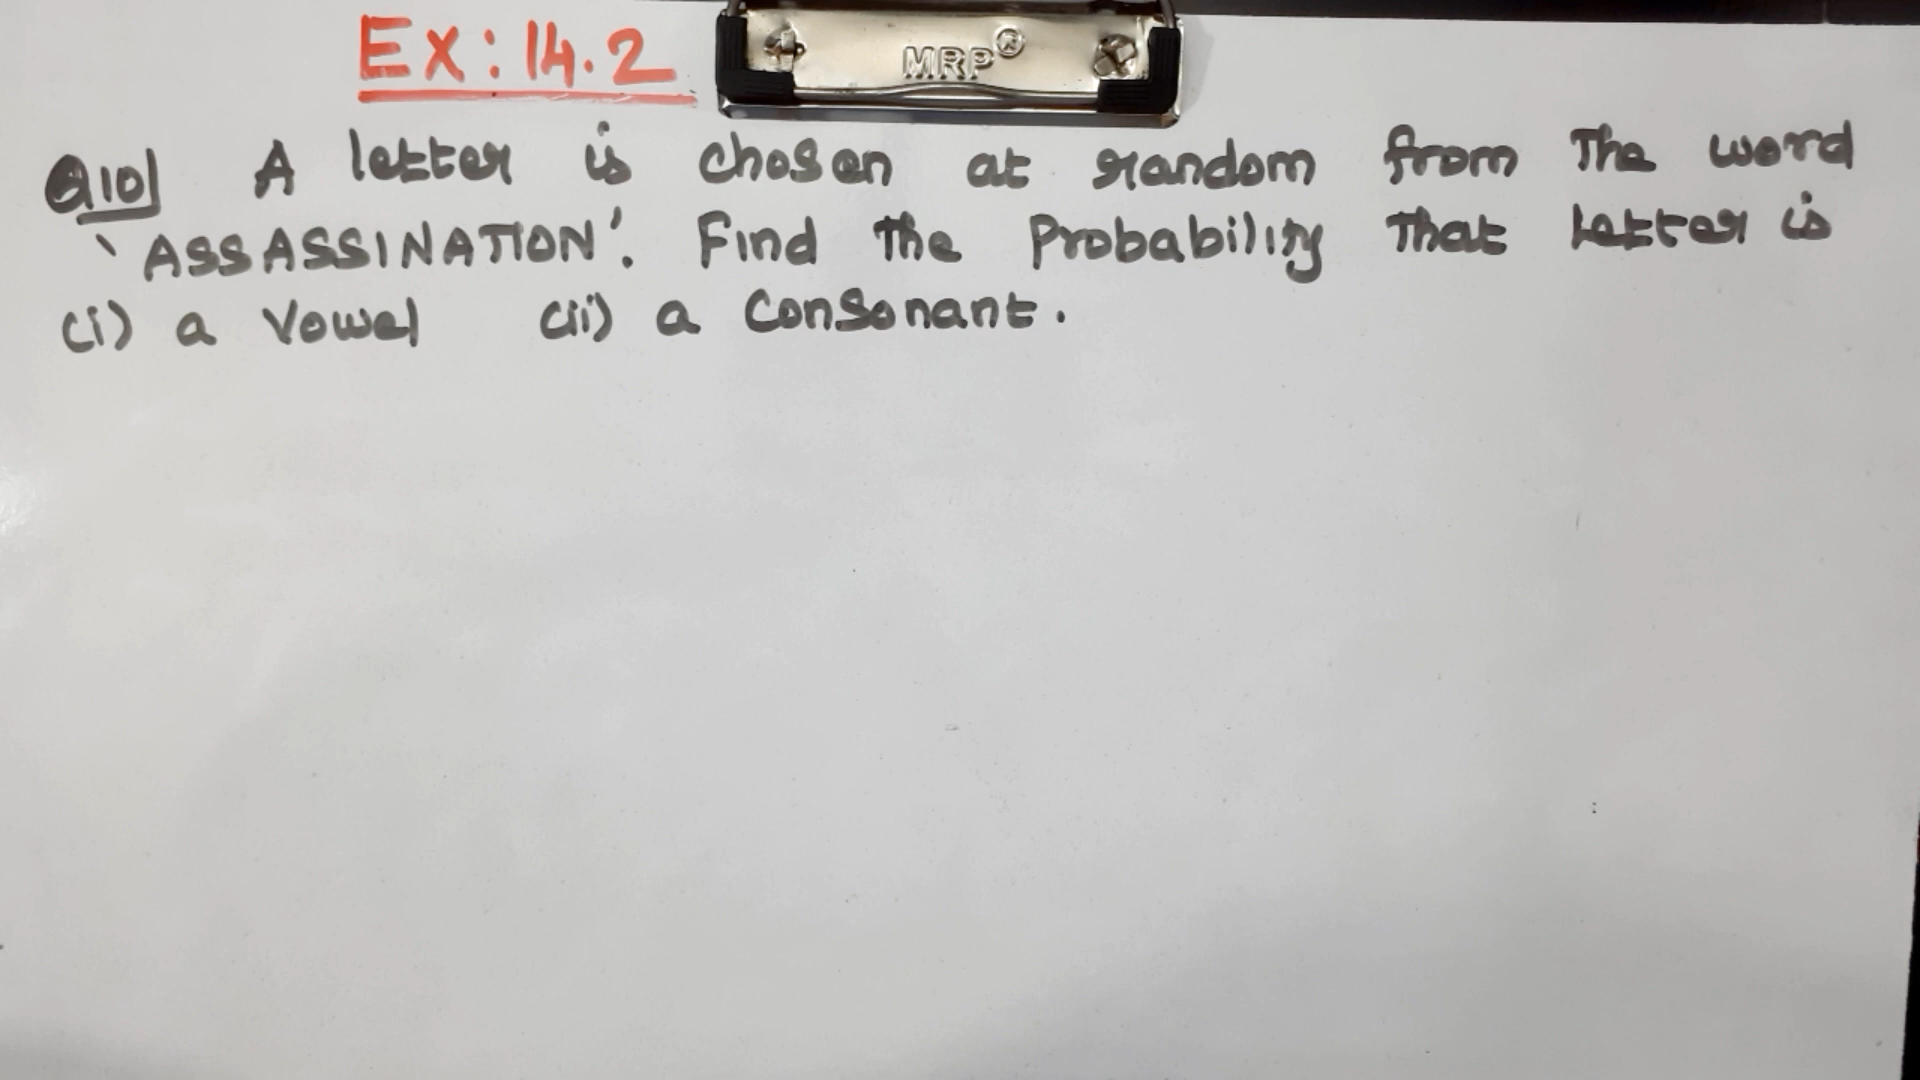 Ex: 14.2
MRP®
Q10| A letter is chosen at random from The word
'ASSASSINATION'. Find The Probability That Letter is
(i) a Vowel (ii) a Consonant.